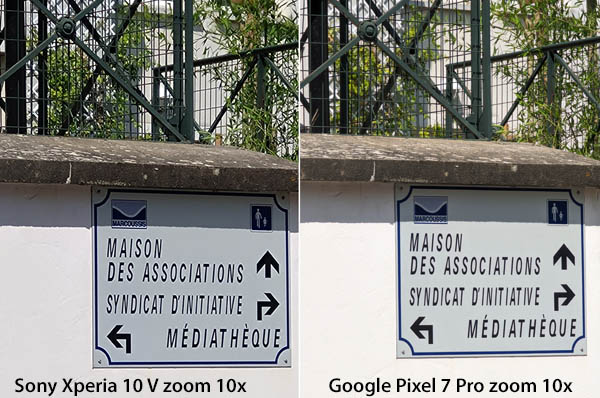 MARCOUSSIS
MAISON
DES ASSOCIATIONS
SYNDICAT D'INITIATIVE
MÉDIATHÈQUE
Sony Xperia 10 V zoom 10x
MARCOUSSIS
MAISON
DES ASSOCIATIONS
SYNDICAT D'INITIATIVE
MÉDIATHÈQUE
Google Pixel 7 Pro zoom 10x